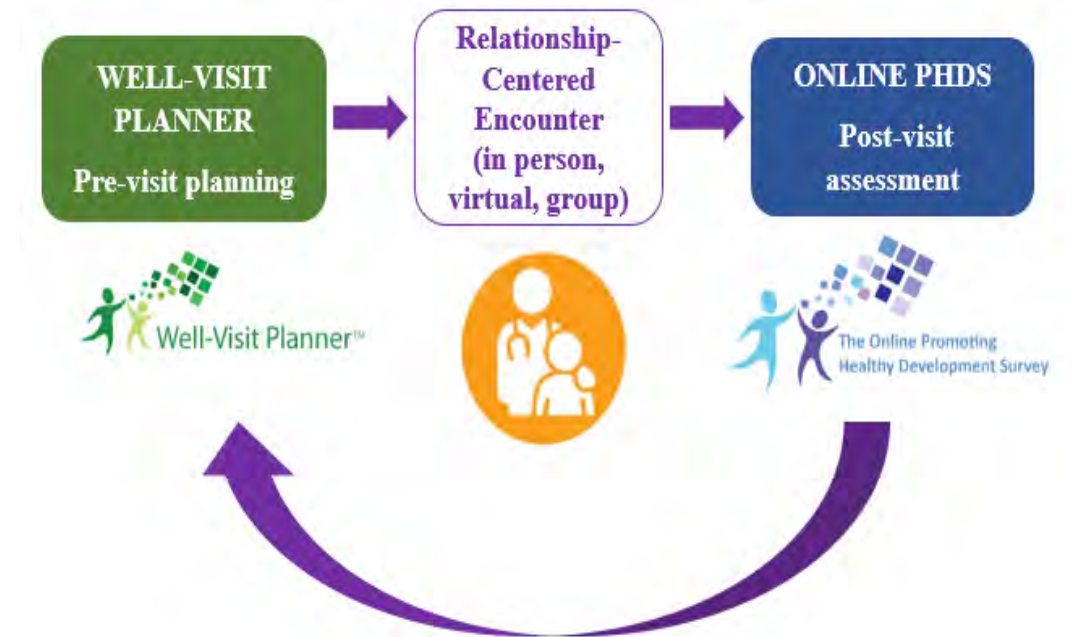 WELL-VISIT
PLANNER
Pre-visit planning
Relationship-
Centered
Encounter
(in person,
virtual, group)
ONLINE PHDS
Post-visit
assessment
Well-Visit Planner™
The Online Promoting
Healthy Development Survey